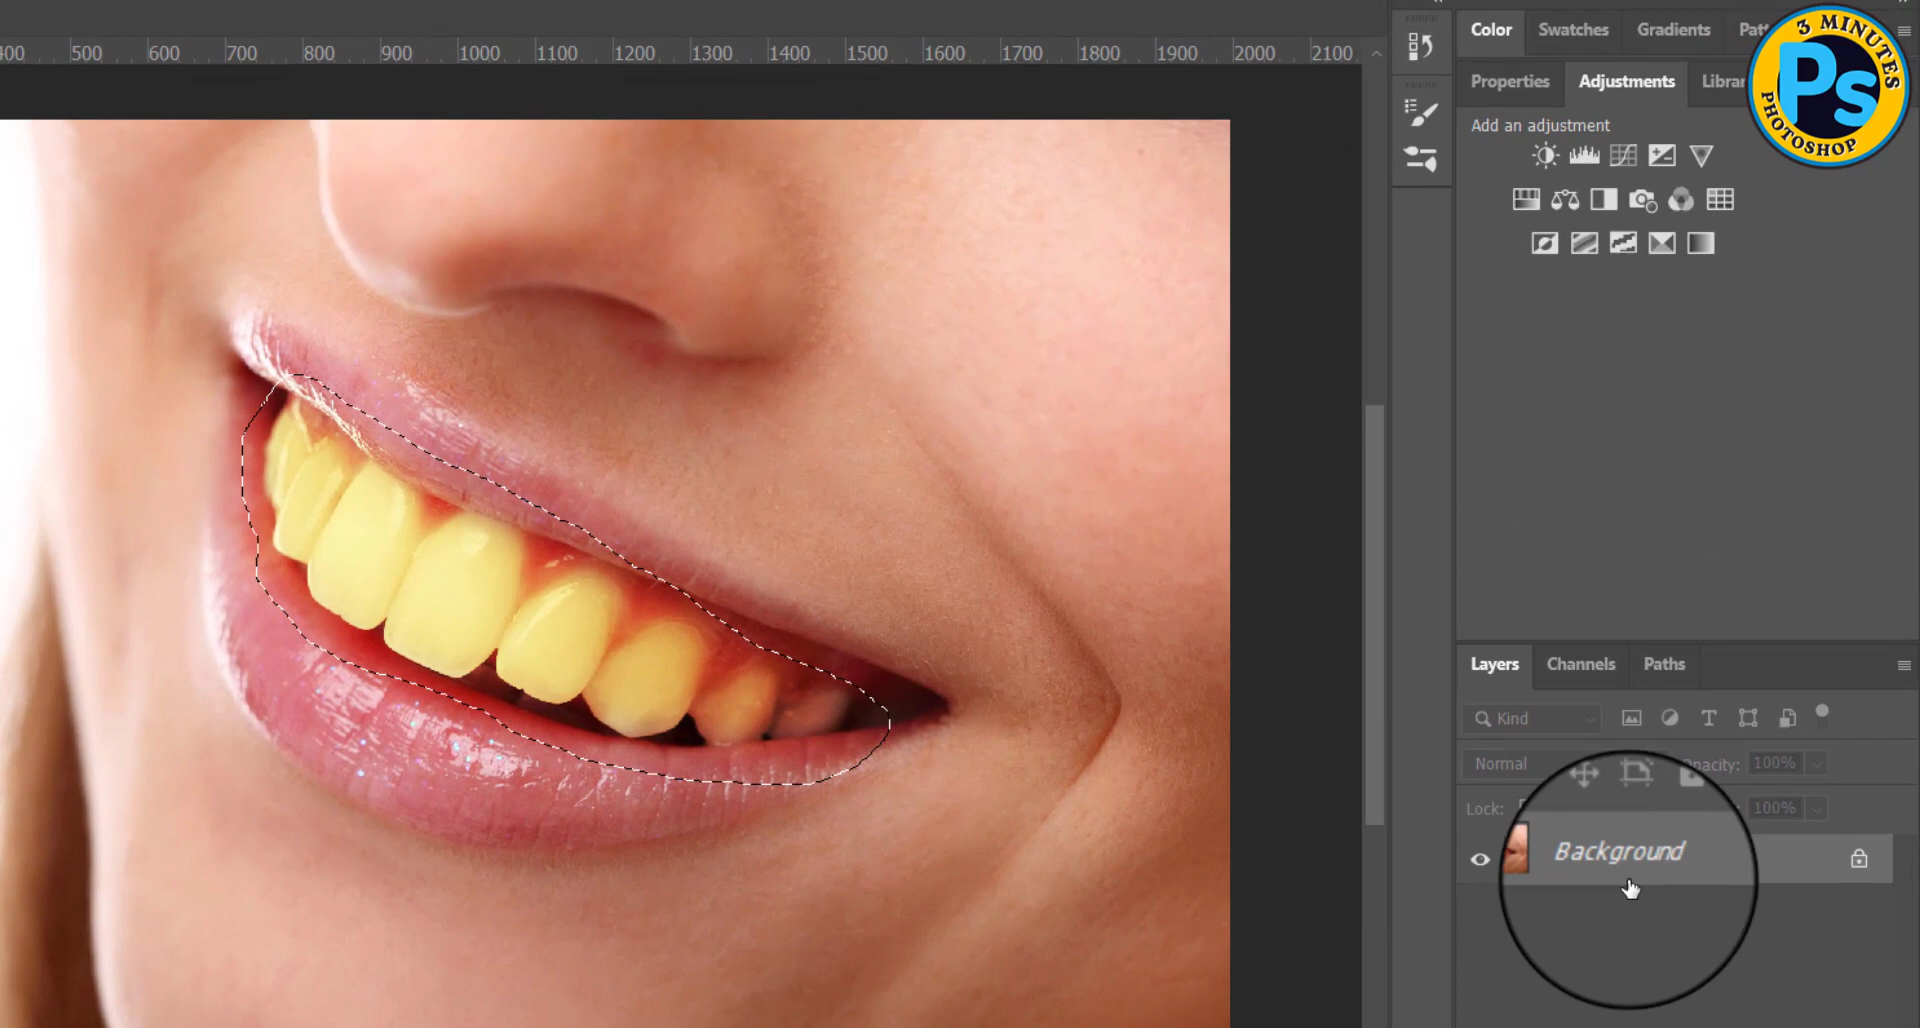 400 500 600 700 800 900 1000 1100 1200 1300 1400 1500 1600 1700 1800 1900 2000 2100
Color Swatches Gradients
3 MINUTES
Ps
PHOTOSHOP
Properties Adjustments
Add an adjustment
Layers Channels Paths
Kind
Normal Opacity: 100%
Lock: 100%
Background